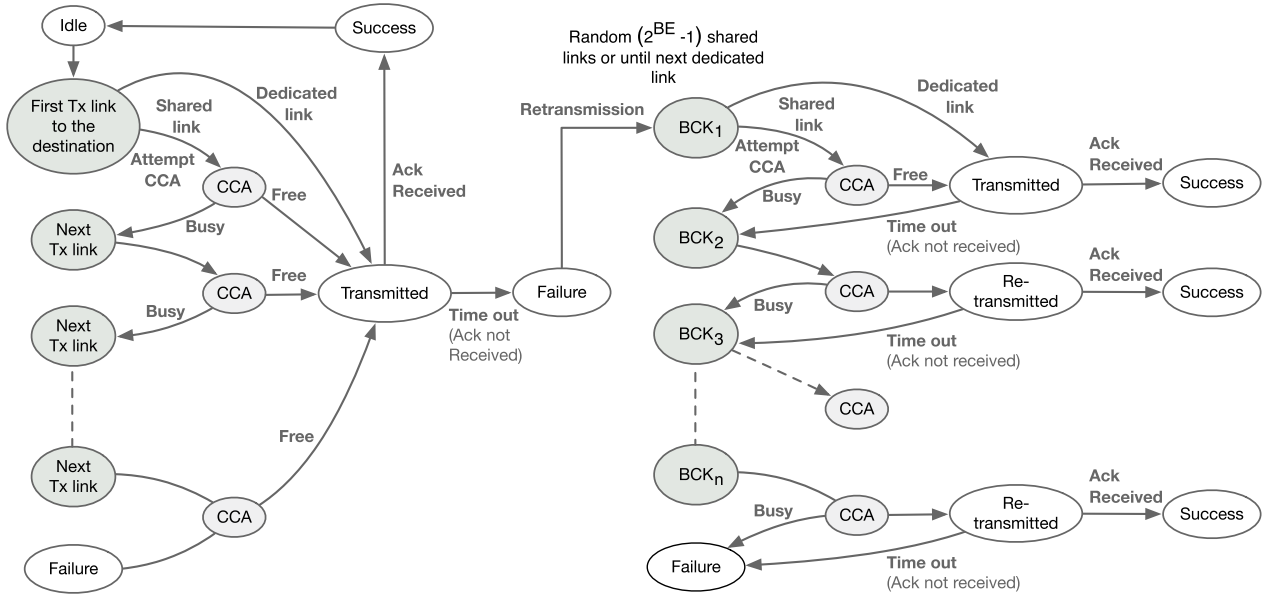 Idle
Success
First Tx link
to the
destination
Shared
link
Dedicated
link
Attempt
CCA
CCA
Free
Busy
Ack
Received
Next
Tx link
CCA
Free
Busy
Transmitted
Time out
(Ack not
Received)
Failure
Next
Tx link
Free
Next
Tx link
CCA
Failure
Retransmission
Random (2^BE -1) shared
links or until next dedicated
link
BCK1
Shared
link
Dedicated
link
Attempt
CCA
CCA
Free
Busy
Transmitted
Ack
Received
Success
BCK2
Time out
(Ack not received)
CCA
Busy
Re-
transmitted
Ack
Received
Success
BCK3
Time out
(Ack not received)
CCA
BCKn
Busy
CCA
Re-
transmitted
Ack
Received
Success
Failure
Time out
(Ack not received)